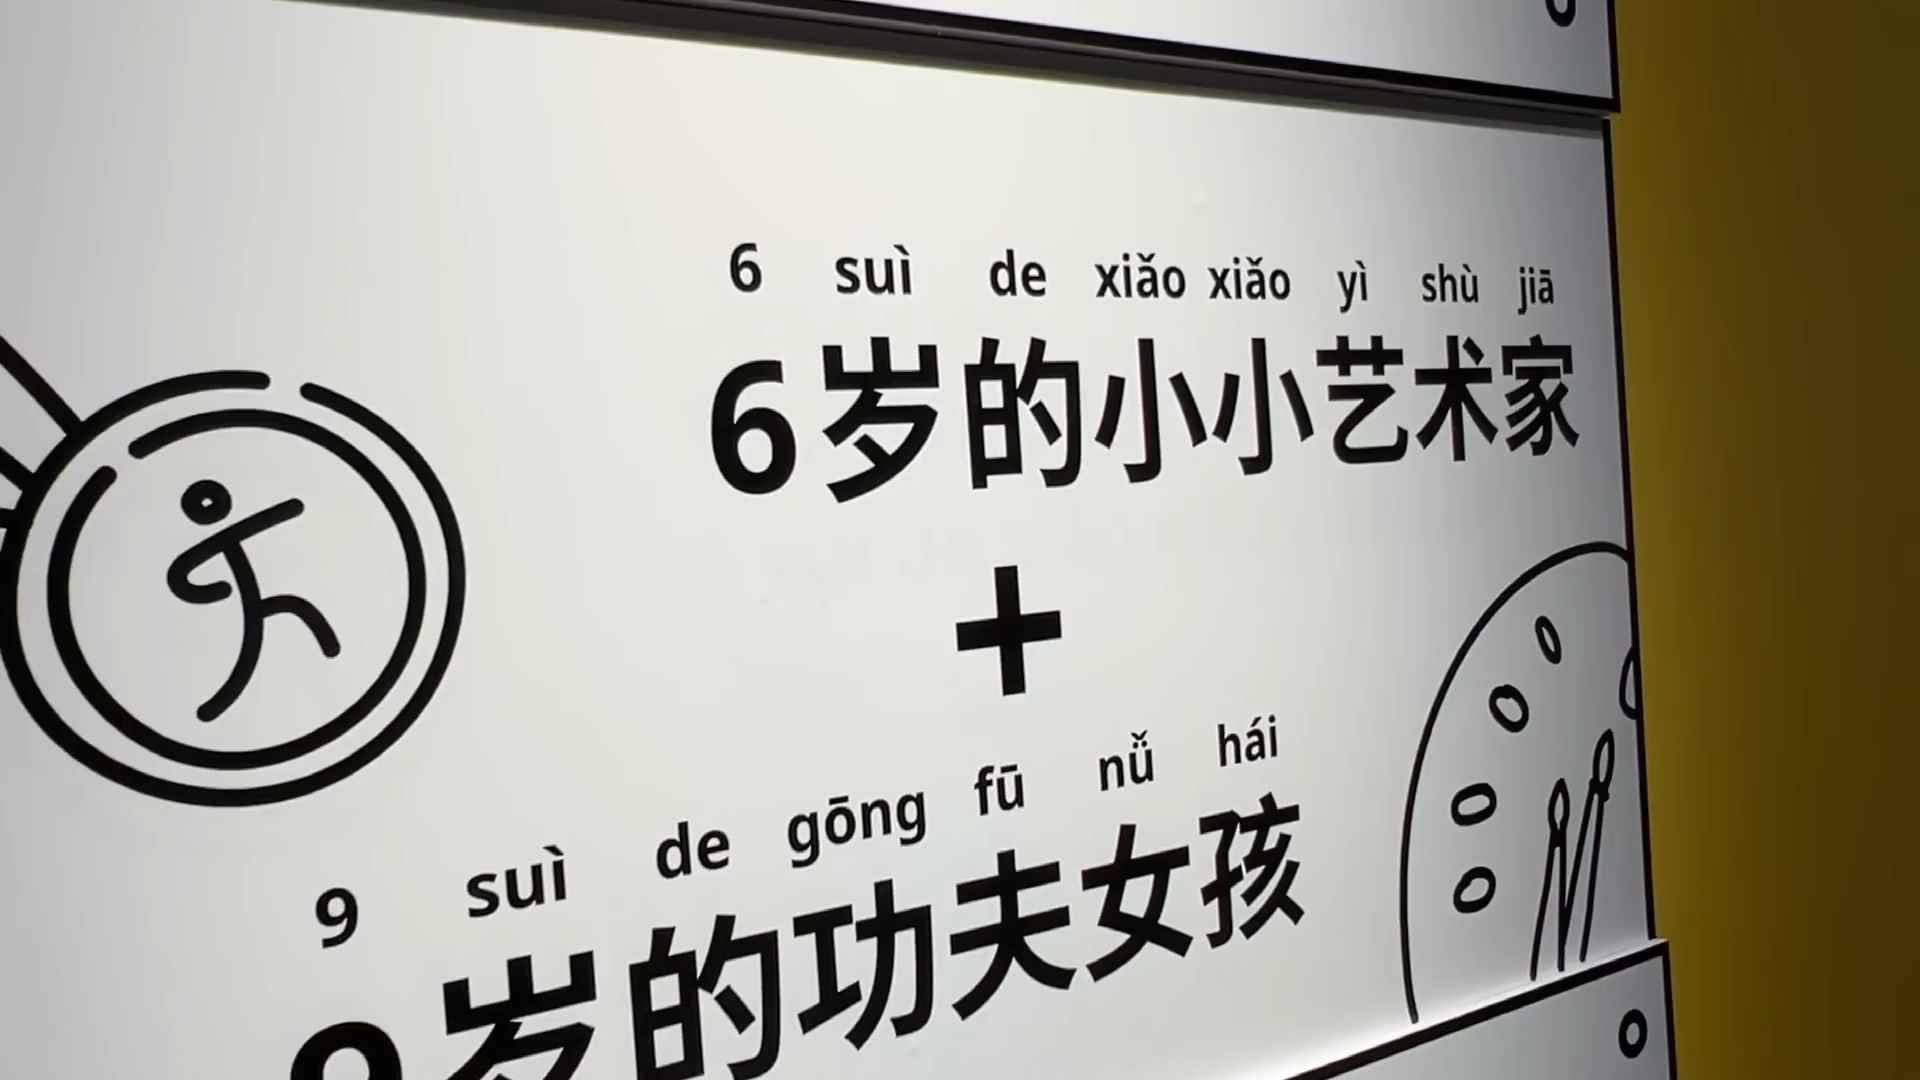 6 suì de xiǎo xiǎo yì shù jiā
6岁的小小艺术家
+
9 suì de gōng fū nǚ hái
9岁的功夫女孩